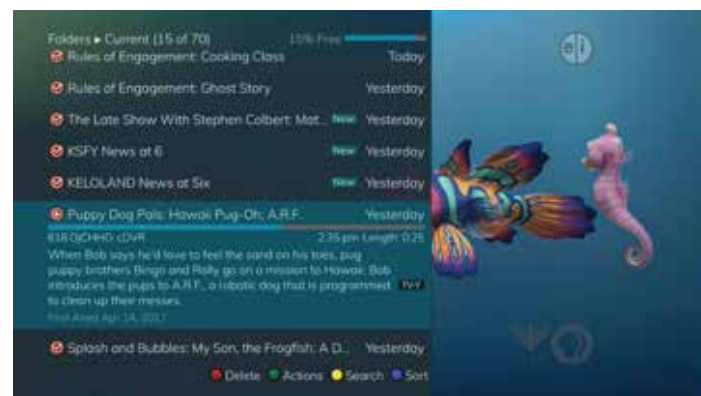 Folders ▸ Current (15 of 70) 15% Free
Rules of Engagement: Cooking Class Today
Rules of Engagement: Ghost Story Yesterday
The Late Show With Stephen Colbert: Mat... New Yesterday
KSFY News at 6 New Yesterday
KELOLAND News at Six New Yesterday
Puppy Dog Pals: Hawaii Pug-Oh; A.R.F. Yesterday
618 DJCHHD cDVR 2:35 pm Length: 0:25
When Bob says he'd love to feel the sand on his toes, pug
puppy brothers Bingo and Rolly go on a mission to Hawaii; Bob
introduces the pups to A.R.F., a robotic dog that is programmed TV-Y
to clean up their messes.
First Aired Apr 14, 2017
Splash and Bubbles: My Son, the Frogfish; A D... Yesterday
Delete Actions Search Sort
e/i